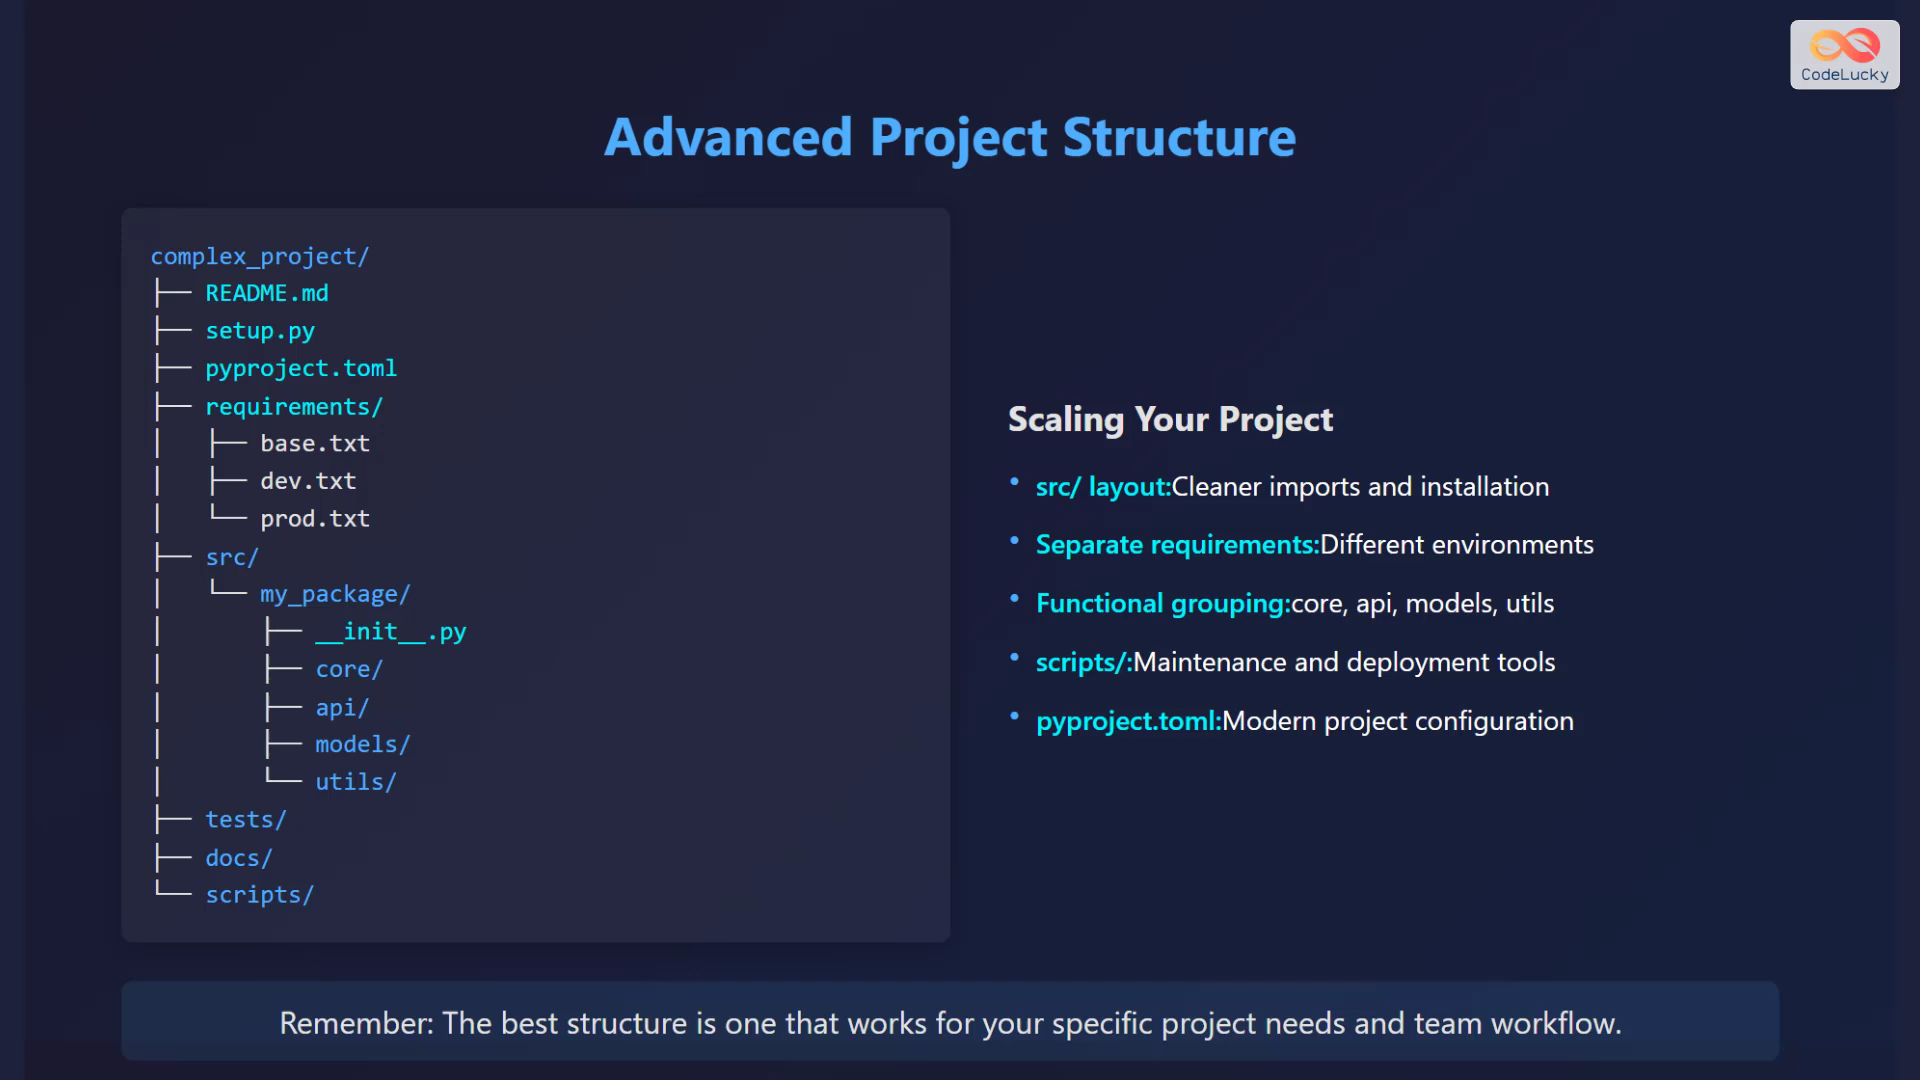 CodeLucky
Advanced Project Structure
complex_project/
├── README.md
├── setup.py
├── pyproject.toml
├── requirements/
│   ├── base.txt
│   ├── dev.txt
│   └── prod.txt
├── src/
│   └── my_package/
│       ├── __init__.py
│       ├── core/
│       ├── api/
│       ├── models/
│       └── utils/
├── tests/
├── docs/
└── scripts/
Scaling Your Project
• src/ layout:Cleaner imports and installation
• Separate requirements:Different environments
• Functional grouping:core, api, models, utils
• scripts/:Maintenance and deployment tools
• pyproject.toml:Modern project configuration
Remember: The best structure is one that works for your specific project needs and team workflow.